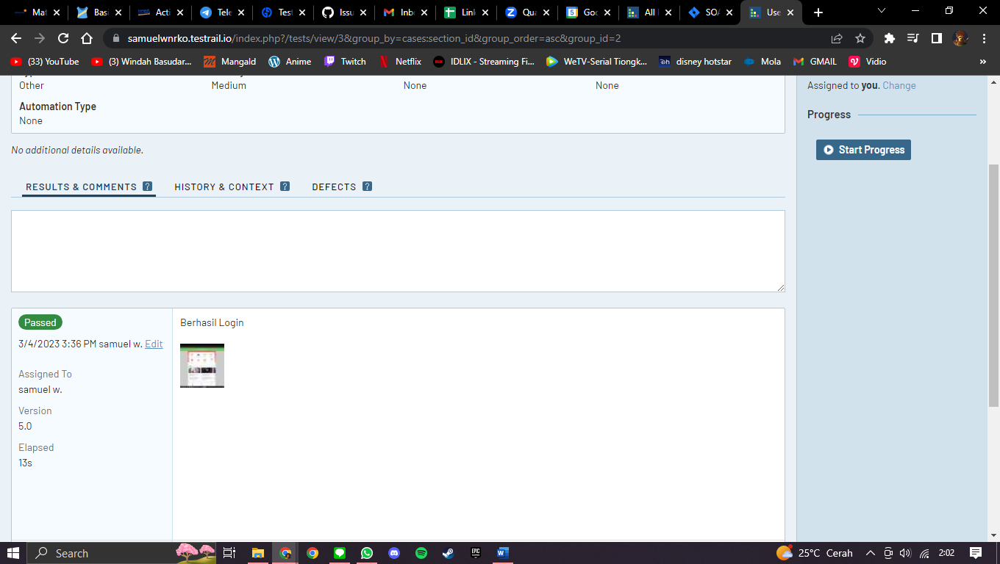 Mat
Bas
Acti
Tele
Test
Issu
Inb
Link
Qua
Goo
All
SOA
Use
samuelwnrko.testrail.io/index.php?/tests/view/3&group_by=cases:section_id&group_order=asc&group_id=2
(33) YouTube
(3) Windah Basudar...
Mangald
Anime
Twitch
Netflix
IDLIX - Streaming Fi...
WeTV-Serial Tiongk...
disney hotstar
Mola
GMAIL
Vidio
»
Other Medium None None
Assigned to you. Change
Automation Type
None
Progress
Start Progress
No additional details available.
RESULTS & COMMENTS ? HISTORY & CONTEXT ? DEFECTS ?
Passed
Berhasil Login
3/4/2023 3:36 PM samuel w. Edit
Assigned To
samuel w.
Version
5.0
Elapsed
13s
Search
25°C Cerah
2:02